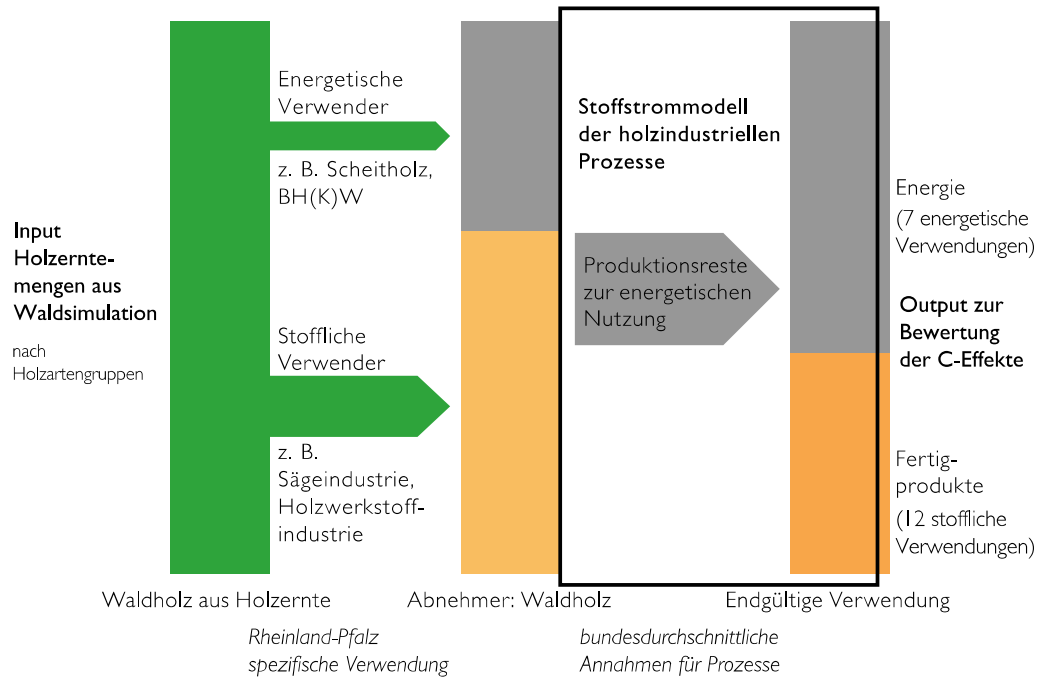 Input
Holzernte-
mengen aus
Waldsimulation
nach
Holzartengruppen
Energetische
Verwender
z. B. Scheitholz,
BH(K)W
Stoffliche
Verwender
z. B.
Sägeindustrie,
Holzwerkstoff-
industrie
Stoffstrommodell
der holzindustriellen
Prozesse
Produktionsreste
zur energetischen
Nutzung
Energie
(7 energetische
Verwendungen)
Output zur
Bewertung
der C-Effekte
Fertig-
produkte
(12 stoffliche
Verwendungen)
Waldholz aus Holzernte
Abnehmer: Waldholz
Endgültige Verwendung
Rheinland-Pfalz
spezifische Verwendung
bundesdurchschnittliche
Annahmen für Prozesse